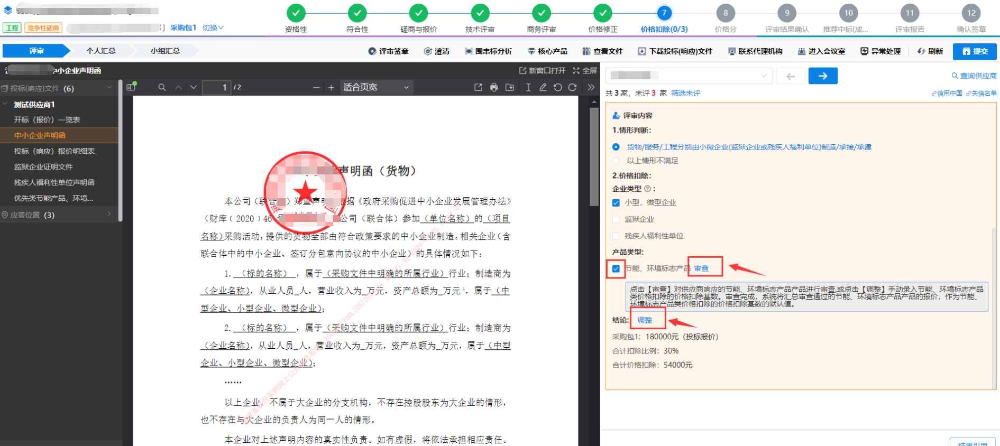 7
8
9
10
11
12
资格性
符合性
磋商与报价
技术评审
商务评审
价格修正
价格扣除(0/3)
价格分
评审结果确认
推荐中标(成...
评审报告
确认签章
工程
竞争性磋商
采购包1
切换
评审
个人汇总
小组汇总
评审签章
澄清
围串标分析
核心产品
查看文件
下载投标(响应)文件
联系代理机构
进入会议室
异常处理
刷新
提交
中小企业声明函
新窗口打开
全屏
投标(响应)文件 (6)
测试供应商1
开标（报价）一览表
中小企业声明函
投标（响应）报价明细表
监狱企业证明文件
残疾人福利性单位声明函
优先类节能产品、环境...
应答位置 (3)
1
/ 2
适合页宽
声明函（货物）
本公司（联合）郑重声明根据《政府采购促进中小企业发展管理办法》
（财库﹝2020﹞46 公司（联合体）参加（单位名称）的（项目
名称）采购活动，提供的货物全部由符合政策要求的中小企业制造。相关企业（含
联合体中的中小企业、签订分包意向协议的中小企业）的具体情况如下：
1. （标的名称） ，属于（采购文件中明确的所属行业）行业；制造商为
（企业名称），从业人员_人，营业收入为_万元，资产总额为_万元¹，属于（中
型企业、小型企业、微型企业）；
2. （标的名称） ，属于（采购文件中明确的所属行业）行业；制造商为
（企业名称），从业人员_人，营业收入为_万元，资产总额为_万元，属于（中型
企业、小型企业、微型企业）；
……
以上企业，不属于大企业的分支机构，不存在控股股东为大企业的情形，
也不存在与大企业的负责人为同一人的情形。
本企业对上述声明内容的真实性负责。如有虚假，将依法承担相应责任。
查询供应商
共 3 家，未评 3 家 筛选未评
信用中国
失信名单
评审内容
1.情形判断：
货物/服务/工程分别由小微企业(监狱企业或残疾人福利单位)制造/承接/承建
以上情形不满足
2.价格扣除：
企业类型：
小型，微型企业
监狱企业
残疾人福利性单位
产品类型：
节能、环境标志产品
审查
点击【审查】对供应商响应的节能、环境标志产品产品进行审查,或点击【调整】手动录入节能、环境标志产品
类价格扣除的价格扣除基数。审查完成，系统将汇总审查通过的节能、环境标志产品产品的报价，作为节能、
环境标志产品类价格扣除的价格扣除基数的默认值。
结论:
调整
采购包1：180000元（投标报价）
合计扣除比例：30%
合计价格扣除：54000元
结果引用